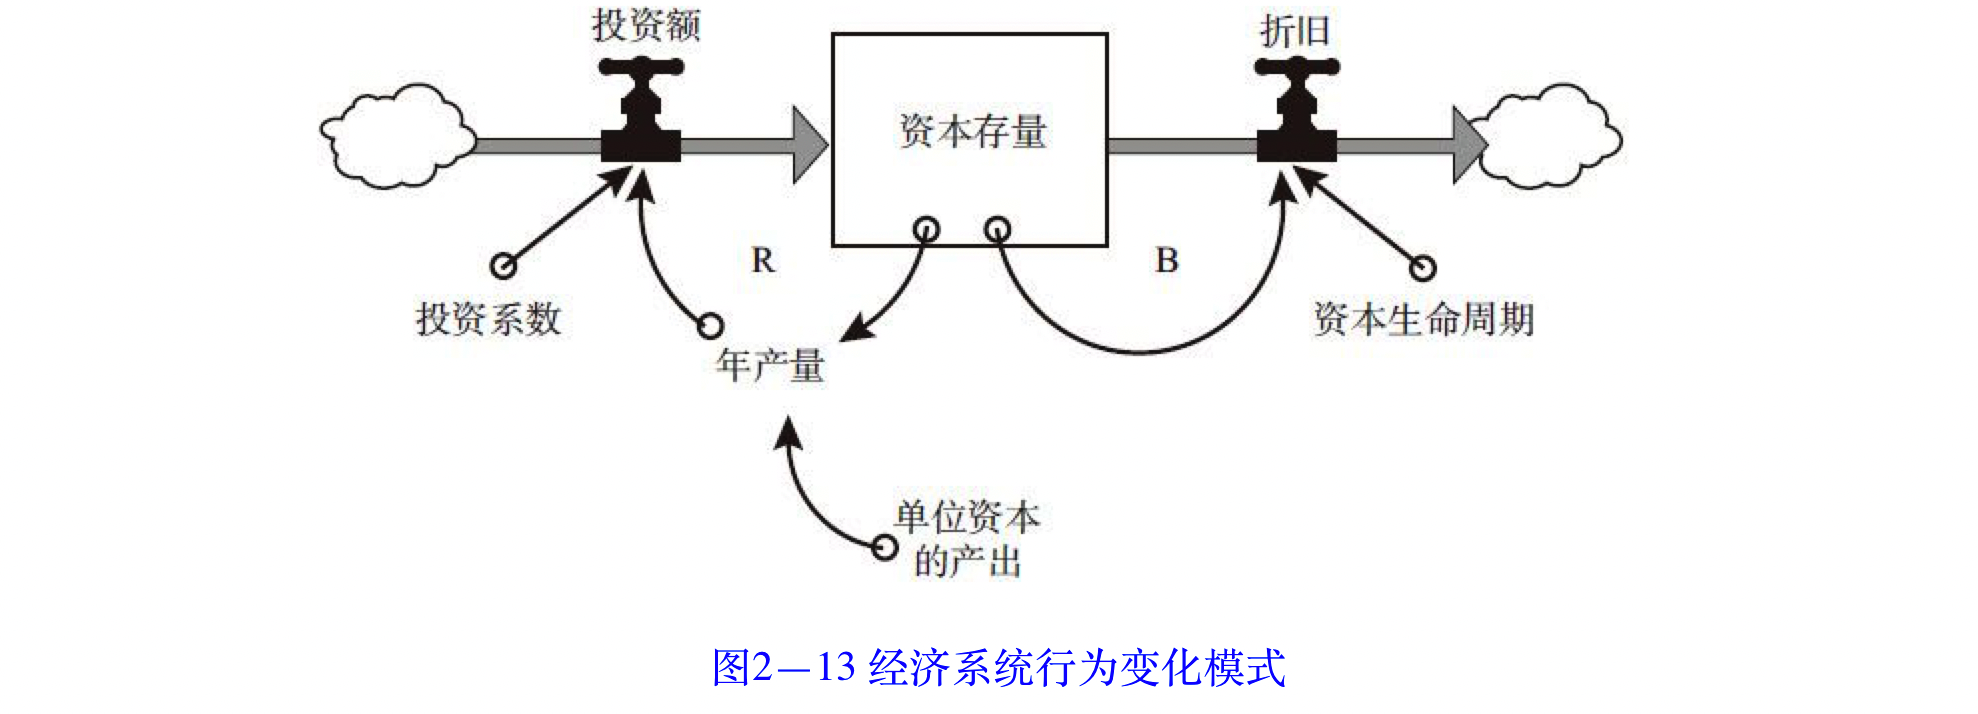 投资额
折旧
资本存量
R
B
投资系数
资本生命周期
年产量
单位资本
的产出
图2—13 经济系统行为变化模式